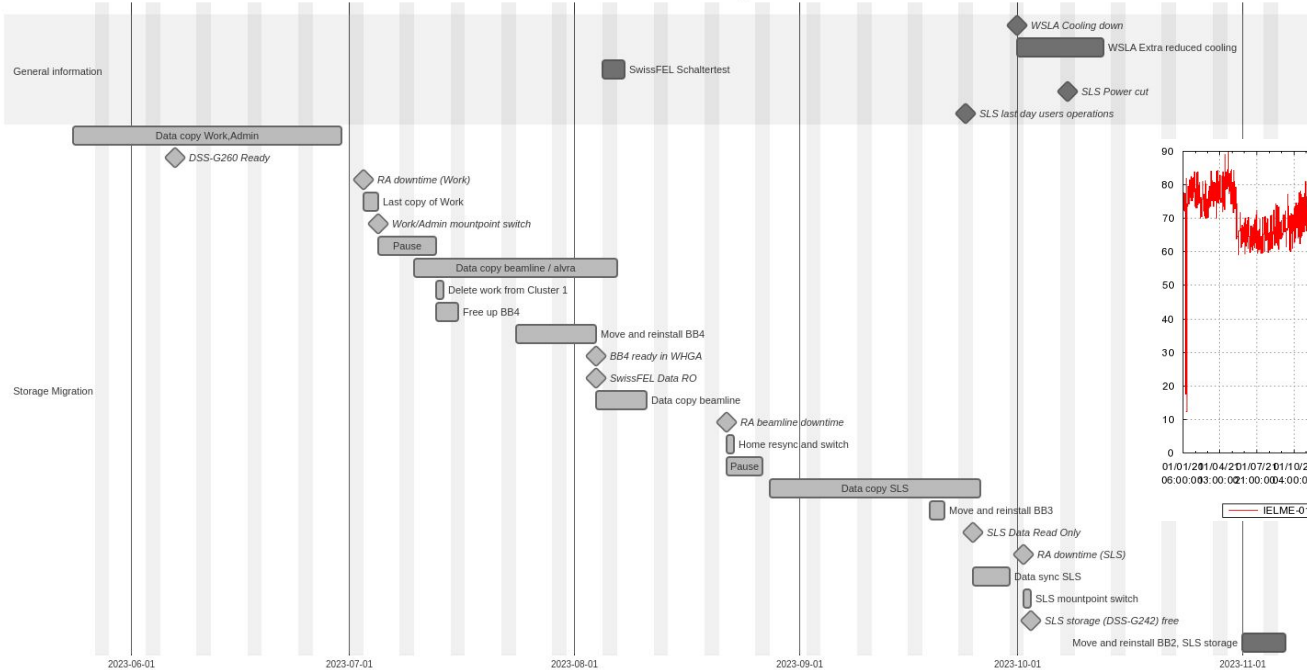 WSLA Cooling down
WSLA Extra reduced cooling
General information
SwissFEL Schaltertest
SLS Power cut
SLS last day users operations
Data copy Work,Admin
DSS-G260 Ready
RA downtime (Work)
Last copy of Work
Work/Admin mountpoint switch
Pause
Data copy beamline / alvra
Delete work from Cluster 1
Free up BB4
Move and reinstall BB4
BB4 ready in WHGA
SwissFEL Data RO
Storage Migration
Data copy beamline
RA beamline downtime
Home resync and switch
Pause
Data copy SLS
Move and reinstall BB3
SLS Data Read Only
RA downtime (SLS)
Data sync SLS
SLS mountpoint switch
SLS storage (DSS-G242) free
Move and reinstall BB2, SLS storage
2023-06-01 2023-07-01 2023-08-01 2023-09-01 2023-10-01 2023-11-01
90
80
70
60
50
40
30
20
10
0
IELME-01